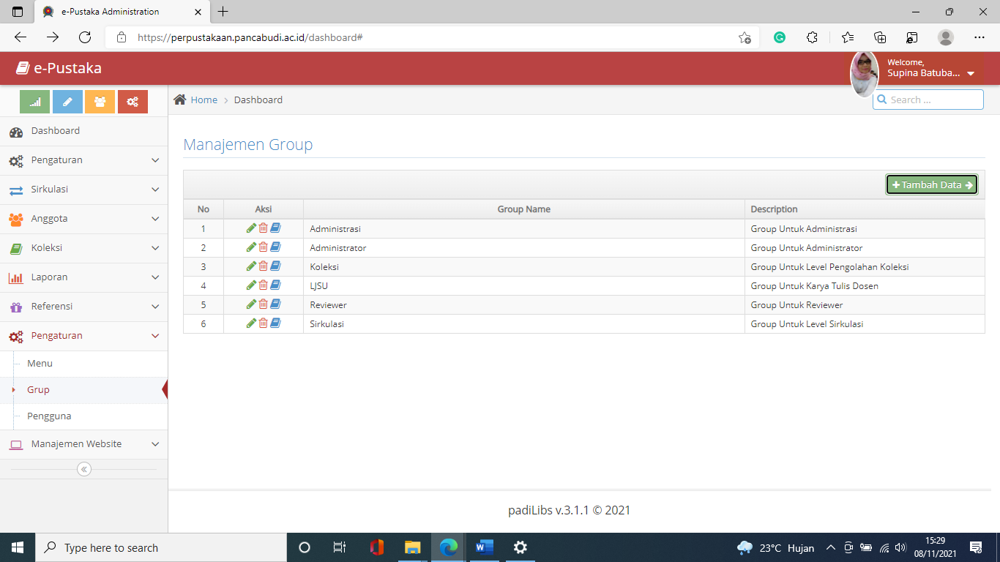 e-Pustaka Administration
https://perpustakaan.pancabudi.ac.id/dashboard#
e-Pustaka
Welcome,
Supina Batuba...
Home > Dashboard
Search ...
Dashboard
Pengaturan
Sirkulasi
Anggota
Koleksi
Laporan
Referensi
Pengaturan
Menu
Grup
Pengguna
Manajemen Website
Manajemen Group
Tambah Data
No Aksi Group Name Description
1 Administrasi Group Untuk Administrasi
2 Administrator Group Untuk Administrator
3 Koleksi Group Untuk Level Pengolahan Koleksi
4 LJSU Group Untuk Karya Tulis Dosen
5 Reviewer Group Untuk Reviewer
6 Sirkulasi Group Untuk Level Sirkulasi
padiLibs v.3.1.1 © 2021
Type here to search
23°C Hujan
15:29
08/11/2021